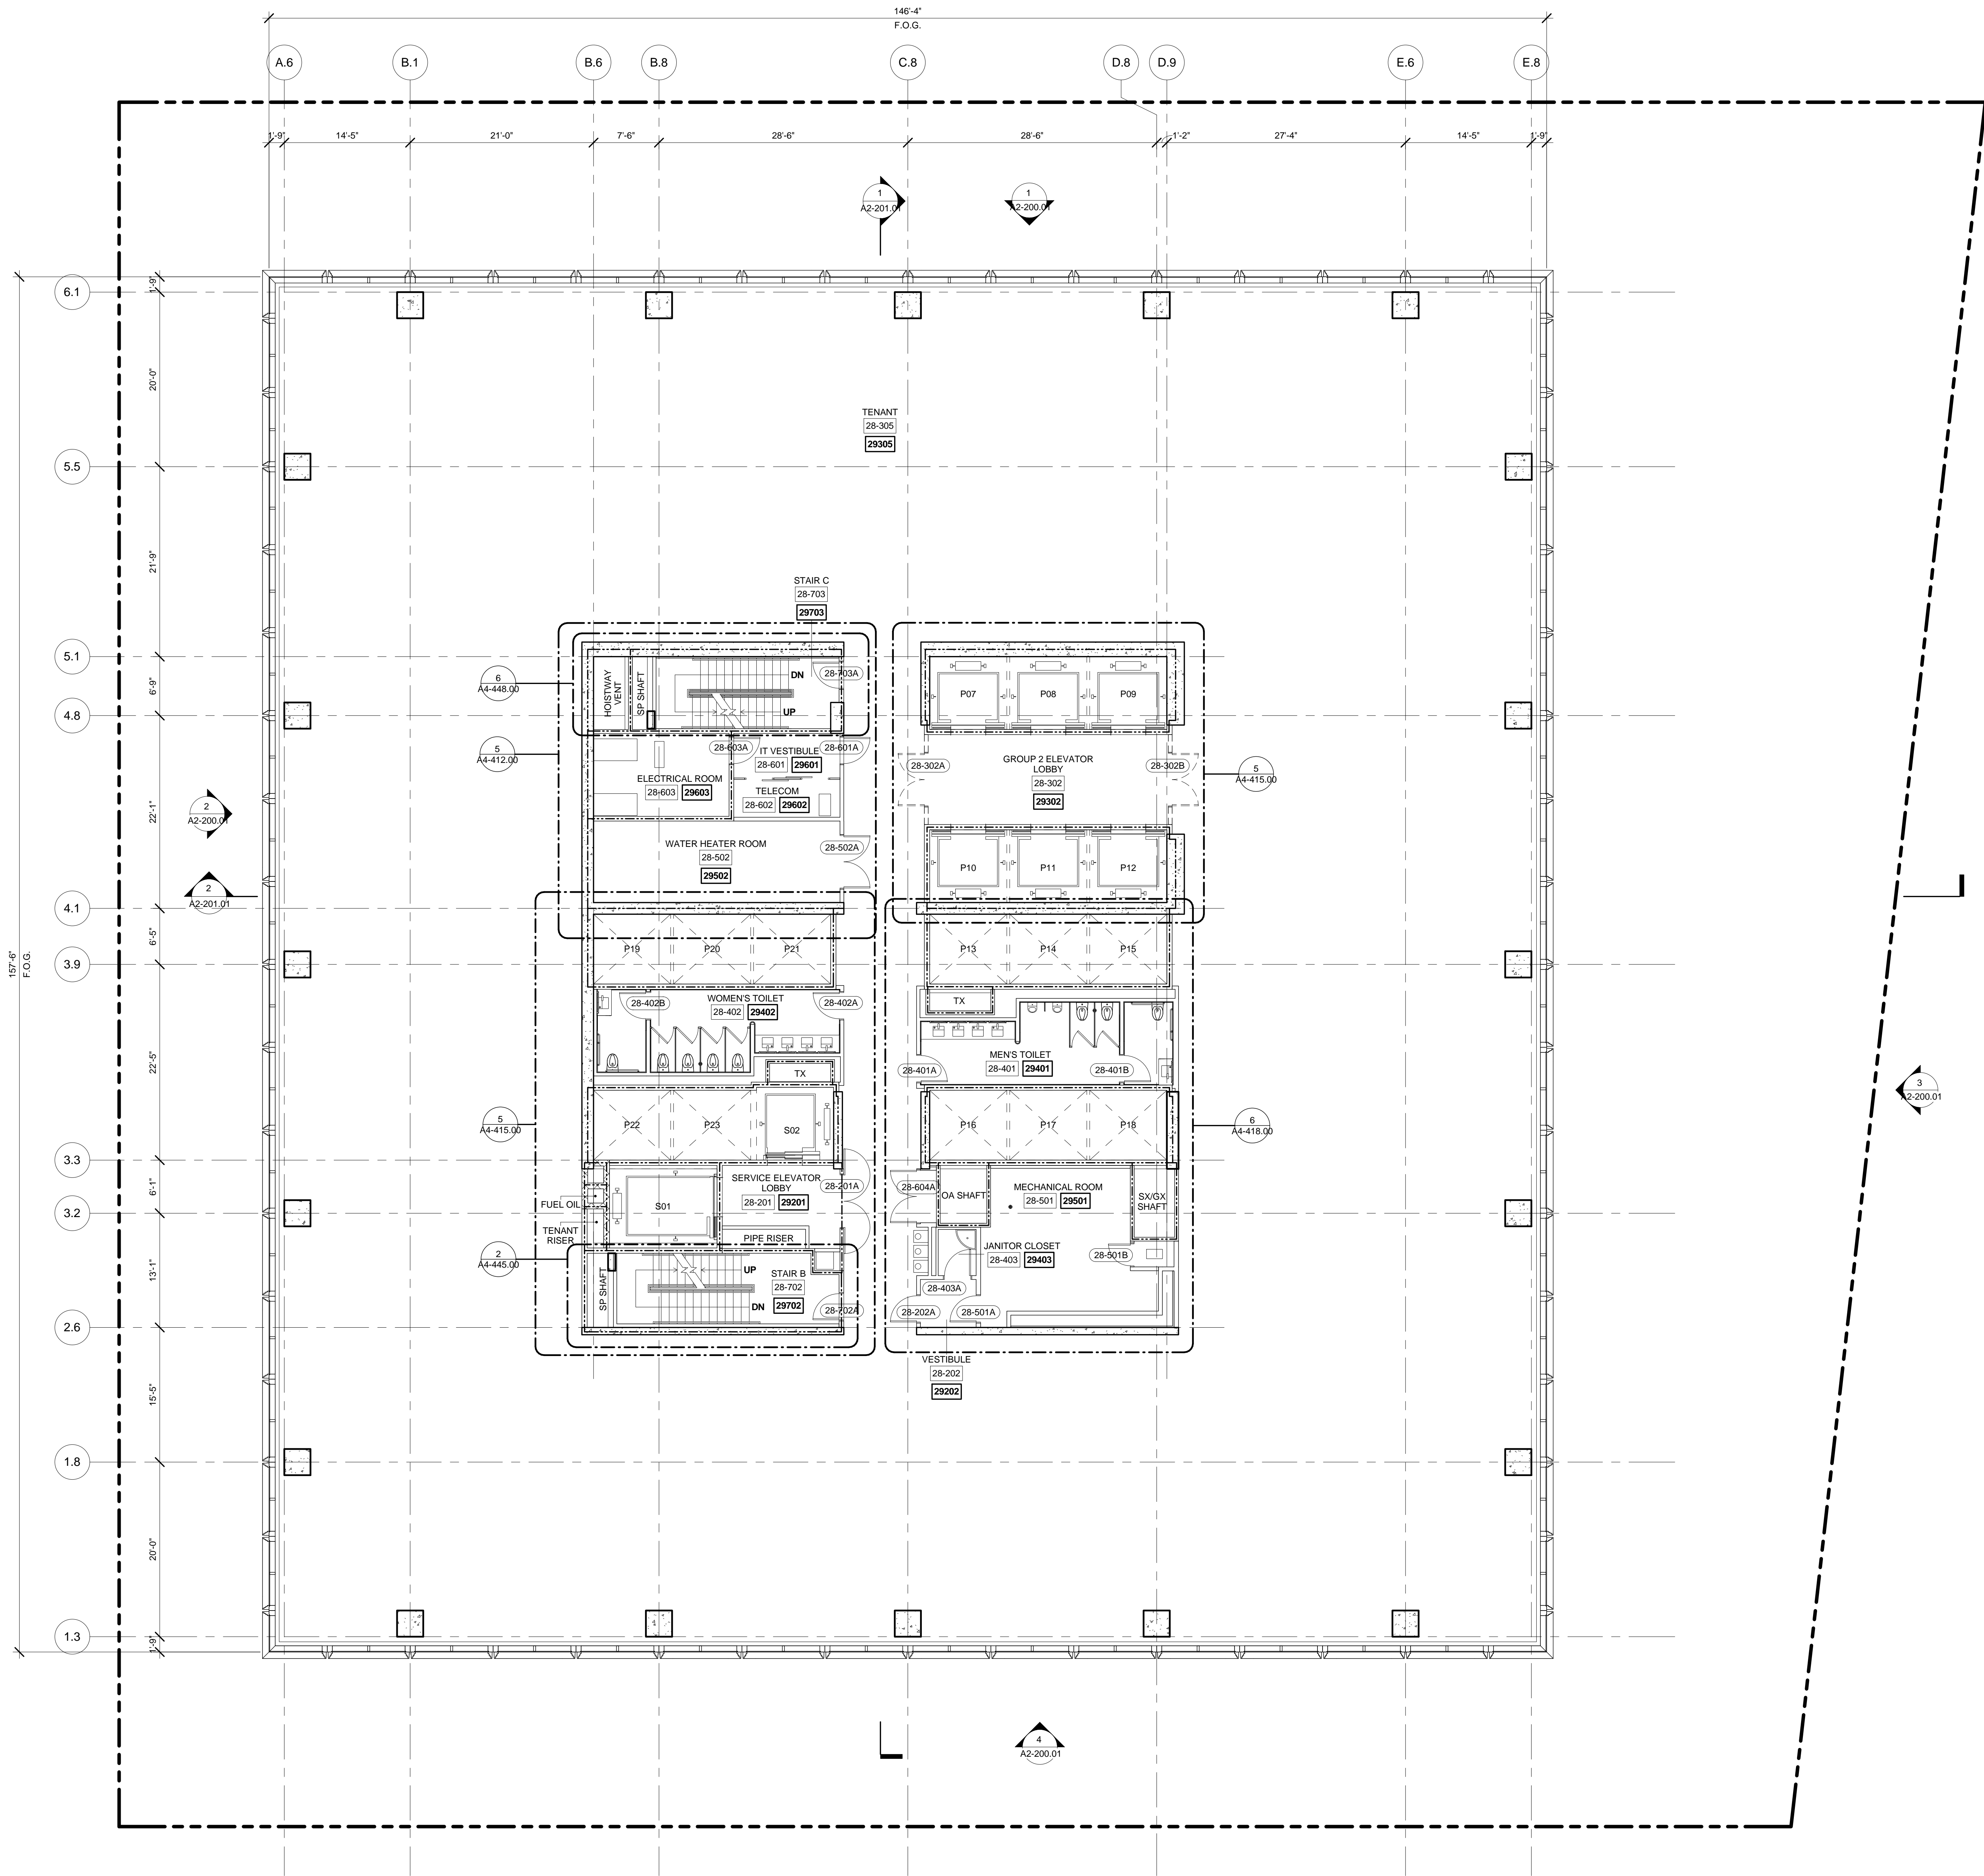 146'-4"
F.O.G.
A.6
B.1
B.6
B.8
C.8
D.8
D.9
E.6
E.8
1'-9"
14'-5"
21'-0"
7'-6"
28'-6"
28'-6"
1'-2"
27'-4"
14'-5"
1'-9"
1
A2-201.01
1
A2-200.01
6.1
1'-9"
20'-0"
TENANT
28-305
29305
5.5
21'-9"
STAIR C
28-703
29703
5.1
6'-9"
4.8
6
A4-448.00
HOISTWAY
VENT
SP SHAFT
DN
UP
28-703A
P07
P08
P09
5
A4-412.00
28-603A
IT VESTIBULE
28-601A
28-601
29601
ELECTRICAL ROOM
28-603
29603
TELECOM
28-602
29602
28-302A
GROUP 2 ELEVATOR
LOBBY
28-302
29302
28-302B
5
A4-415.00
2
A2-200.01
22'-1"
WATER HEATER ROOM
28-502
29502
28-502A
P10
P11
P12
2
A2-201.01
4.1
6'-5"
3.9
157'-6"
F.O.G.
P19
P20
P21
P13
P14
P15
28-402B
WOMEN'S TOILET
28-402
29402
28-402A
TX
22'-5"
TX
28-401A
MEN'S TOILET
28-401
29401
28-401B
3
A2-200.01
5
A4-415.00
P22
P23
S02
P16
P17
P18
6
A4-418.00
3.3
6'-1"
3.2
FUEL OIL
TENANT
RISER
S01
SERVICE ELEVATOR
LOBBY
28-201
29201
28-201A
PIPE RISER
28-604A
OA SHAFT
MECHANICAL ROOM
28-501
29501
SX/GX
SHAFT
2
A4-445.00
13'-1"
SP SHAFT
UP
DN
STAIR B
28-702
29702
28-702A
JANITOR CLOSET
28-403
29403
28-501B
28-403A
28-202A
28-501A
2.6
15'-5"
VESTIBULE
28-202
29202
1.8
20'-0"
1.3
1'-9"
4
A2-200.01